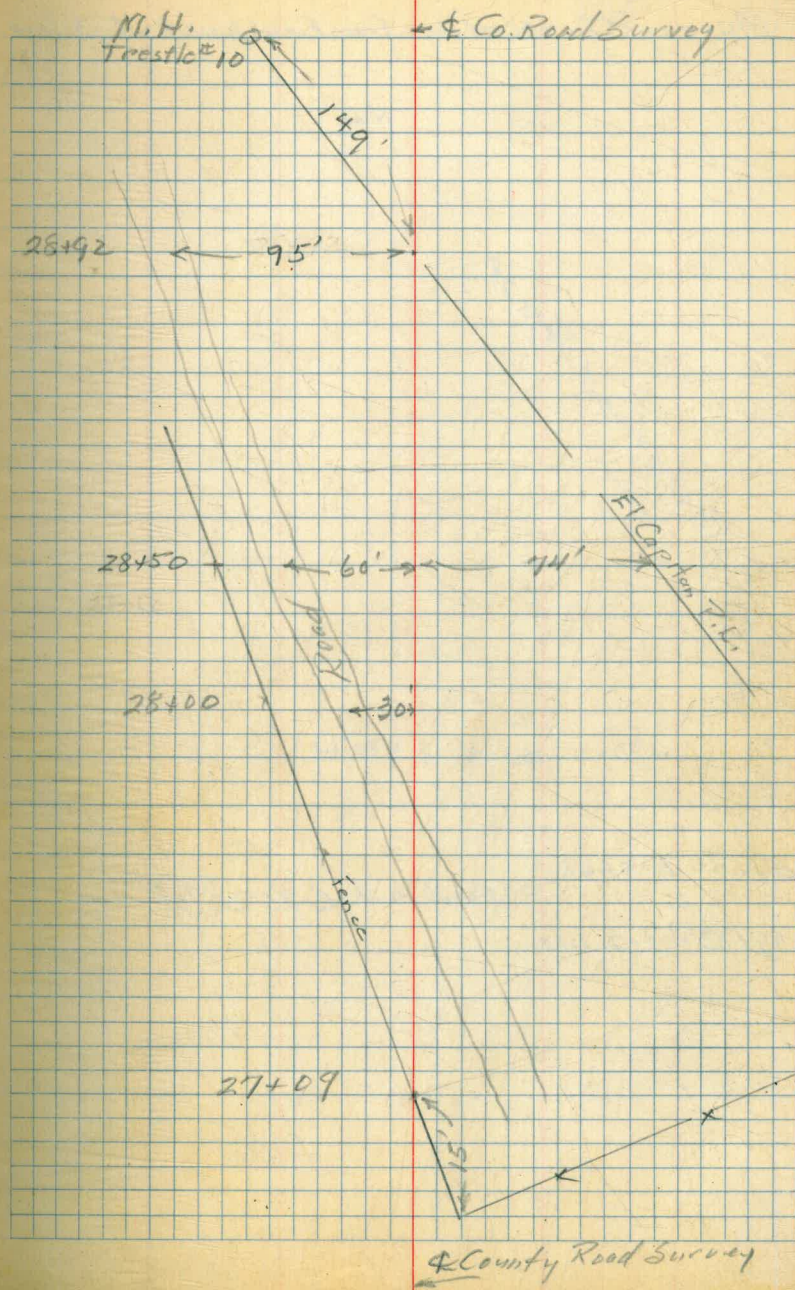 M.H.
Trestle #10
℄ Co. Road Survey
149'
28+92
95'
El Capitan P.L.
28+50
60'
74'
Road
28+00
30'
Fence
27+09
15'
℄ County Road Survey